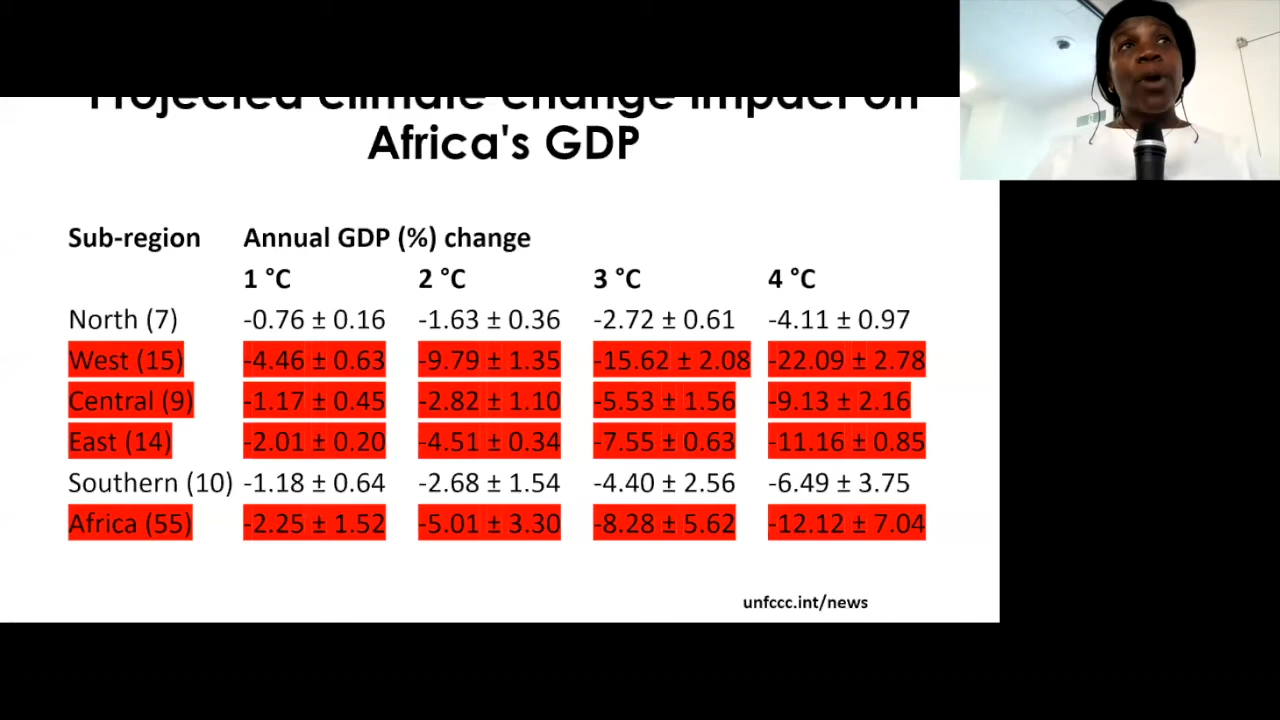 Projected climate change impact on
Africa's GDP
Sub-region Annual GDP (%) change
1 °C 2 °C 3 °C 4 °C
North (7) -0.76 ± 0.16 -1.63 ± 0.36 -2.72 ± 0.61 -4.11 ± 0.97
West (15) -4.46 ± 0.63 -9.79 ± 1.35 -15.62 ± 2.08 -22.09 ± 2.78
Central (9) -1.17 ± 0.45 -2.82 ± 1.10 -5.53 ± 1.56 -9.13 ± 2.16
East (14) -2.01 ± 0.20 -4.51 ± 0.34 -7.55 ± 0.63 -11.16 ± 0.85
Southern (10) -1.18 ± 0.64 -2.68 ± 1.54 -4.40 ± 2.56 -6.49 ± 3.75
Africa (55) -2.25 ± 1.52 -5.01 ± 3.30 -8.28 ± 5.62 -12.12 ± 7.04
unfccc.int/news